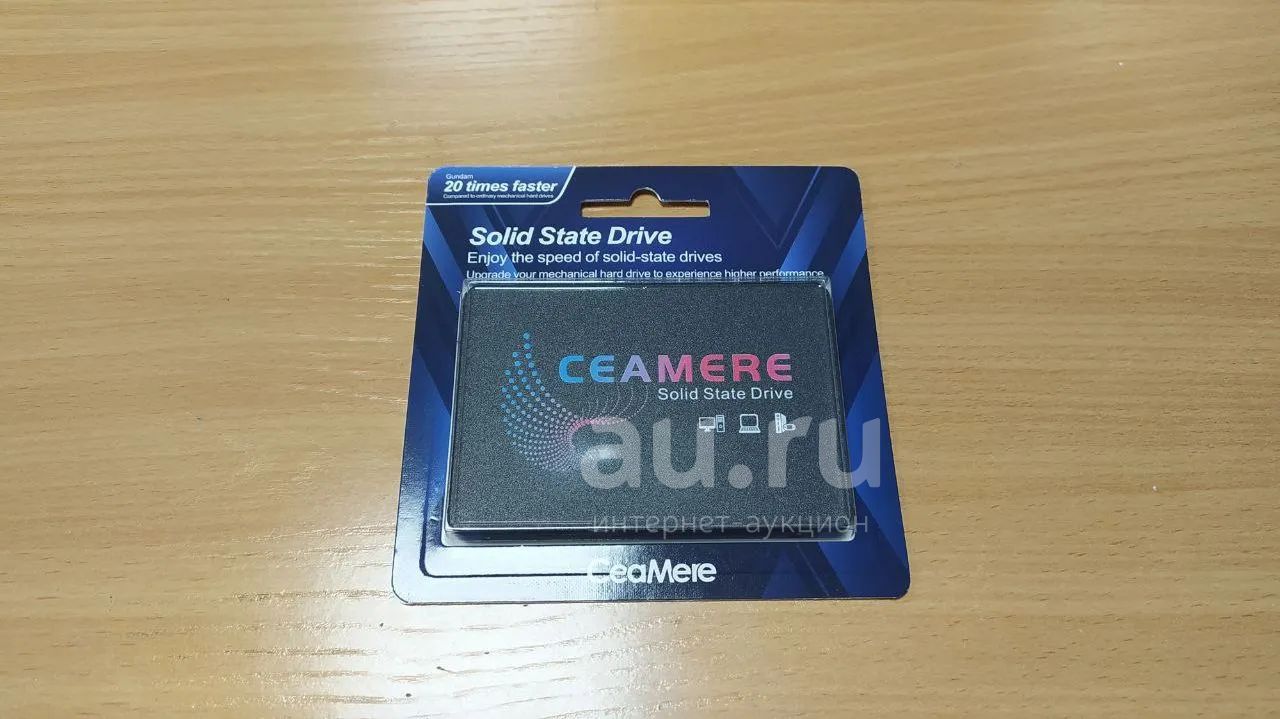 Gundam
20 times faster
Compared to ordinary mechanical hard drives
Solid State Drive
Enjoy the speed of solid-state drives
Upgrade your mechanical hard drive to experience higher performance
CEAMERE
Solid State Drive
au.ru
интернет-аукцион
CeaMere